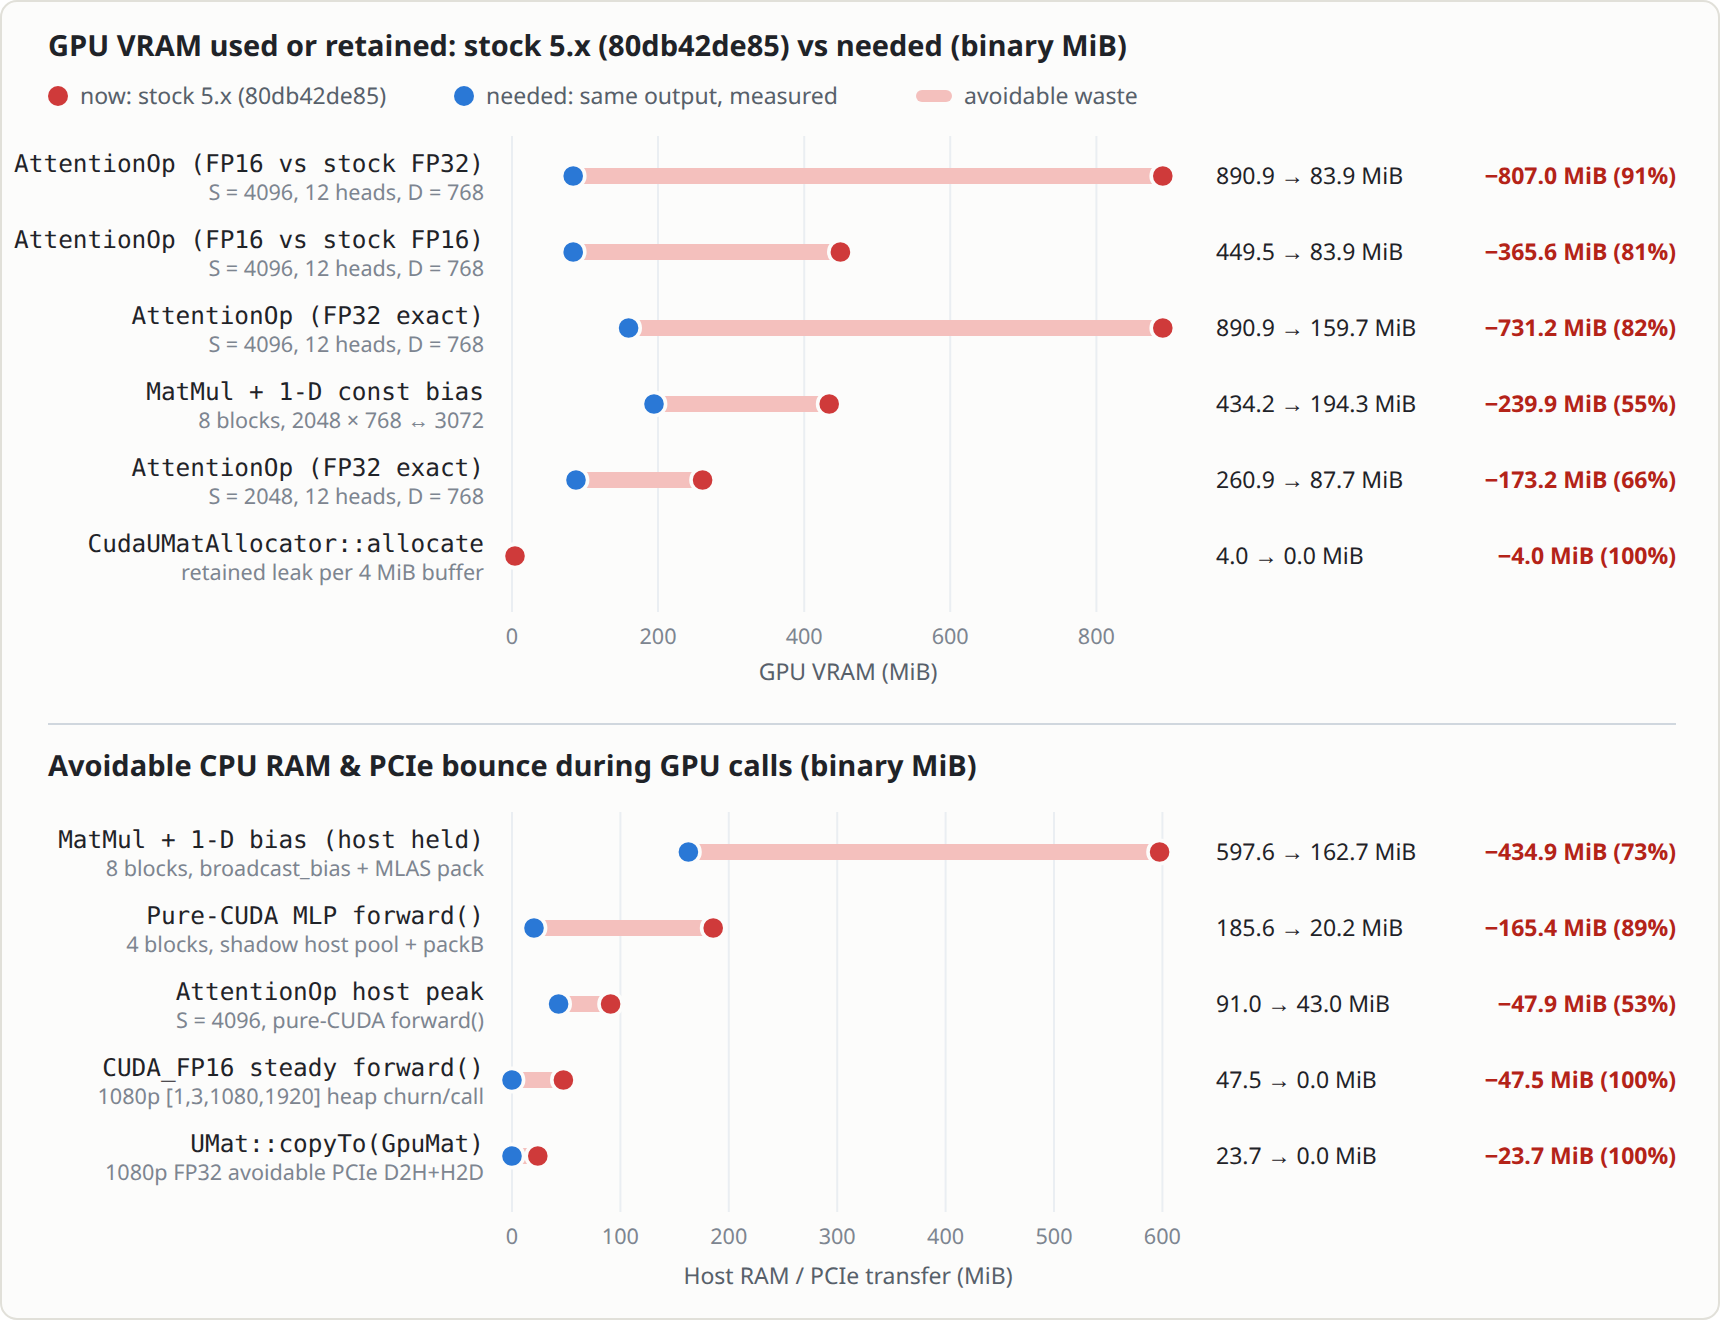 GPU VRAM used or retained: stock 5.x (80db42de85) vs needed (binary MiB)
now: stock 5.x (80db42de85) needed: same output, measured avoidable waste
AttentionOp (FP16 vs stock FP32)
S = 4096, 12 heads, D = 768
890.9 → 83.9 MiB −807.0 MiB (91%)
AttentionOp (FP16 vs stock FP16)
S = 4096, 12 heads, D = 768
449.5 → 83.9 MiB −365.6 MiB (81%)
AttentionOp (FP32 exact)
S = 4096, 12 heads, D = 768
890.9 → 159.7 MiB −731.2 MiB (82%)
MatMul + 1-D const bias
8 blocks, 2048 × 768 ↔ 3072
434.2 → 194.3 MiB −239.9 MiB (55%)
AttentionOp (FP32 exact)
S = 2048, 12 heads, D = 768
260.9 → 87.7 MiB −173.2 MiB (66%)
CudaUMatAllocator::allocate
retained leak per 4 MiB buffer
4.0 → 0.0 MiB −4.0 MiB (100%)
0 200 400 600 800
GPU VRAM (MiB)
Avoidable CPU RAM & PCIe bounce during GPU calls (binary MiB)
MatMul + 1-D bias (host held)
8 blocks, broadcast_bias + MLAS pack
597.6 → 162.7 MiB −434.9 MiB (73%)
Pure-CUDA MLP forward()
4 blocks, shadow host pool + packB
185.6 → 20.2 MiB −165.4 MiB (89%)
AttentionOp host peak
S = 4096, pure-CUDA forward()
91.0 → 43.0 MiB −47.9 MiB (53%)
CUDA_FP16 steady forward()
1080p [1,3,1080,1920] heap churn/call
47.5 → 0.0 MiB −47.5 MiB (100%)
UMat::copyTo(GpuMat)
1080p FP32 avoidable PCIe D2H+H2D
23.7 → 0.0 MiB −23.7 MiB (100%)
0 100 200 300 400 500 600
Host RAM / PCIe transfer (MiB)